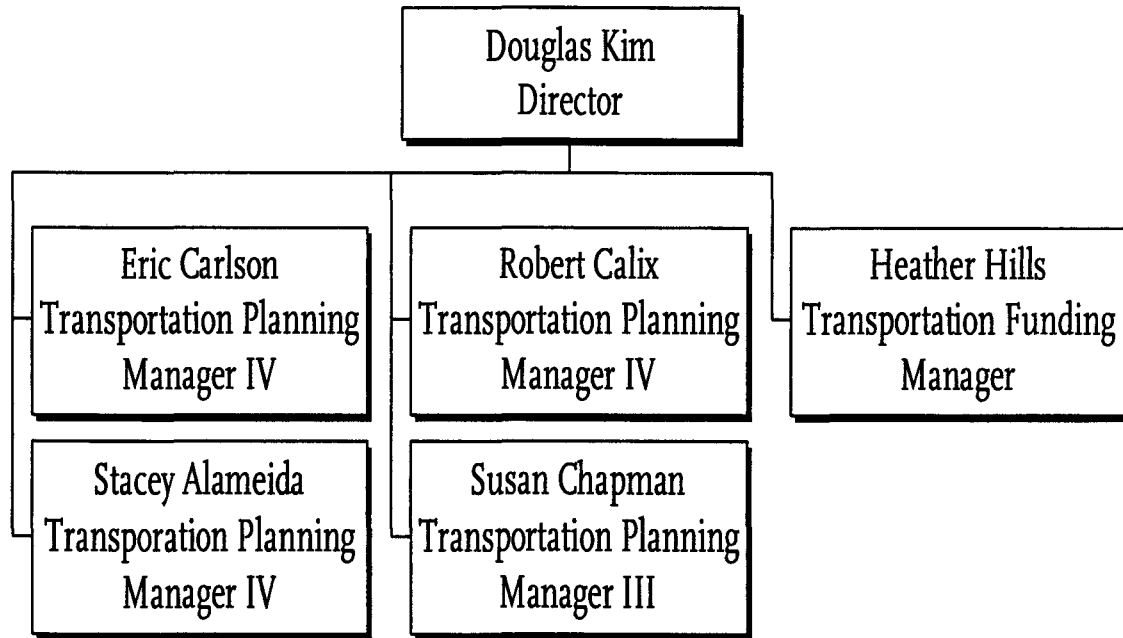 Douglas Kim
Director
Eric Carlson
Transportation Planning
Manager IV
Robert Calix
Transportation Planning
Manager IV
Heather Hills
Transportation Funding
Manager
Stacey Alameida
Transporation Planning
Manager IV
Susan Chapman
Transportation Planning
Manager III